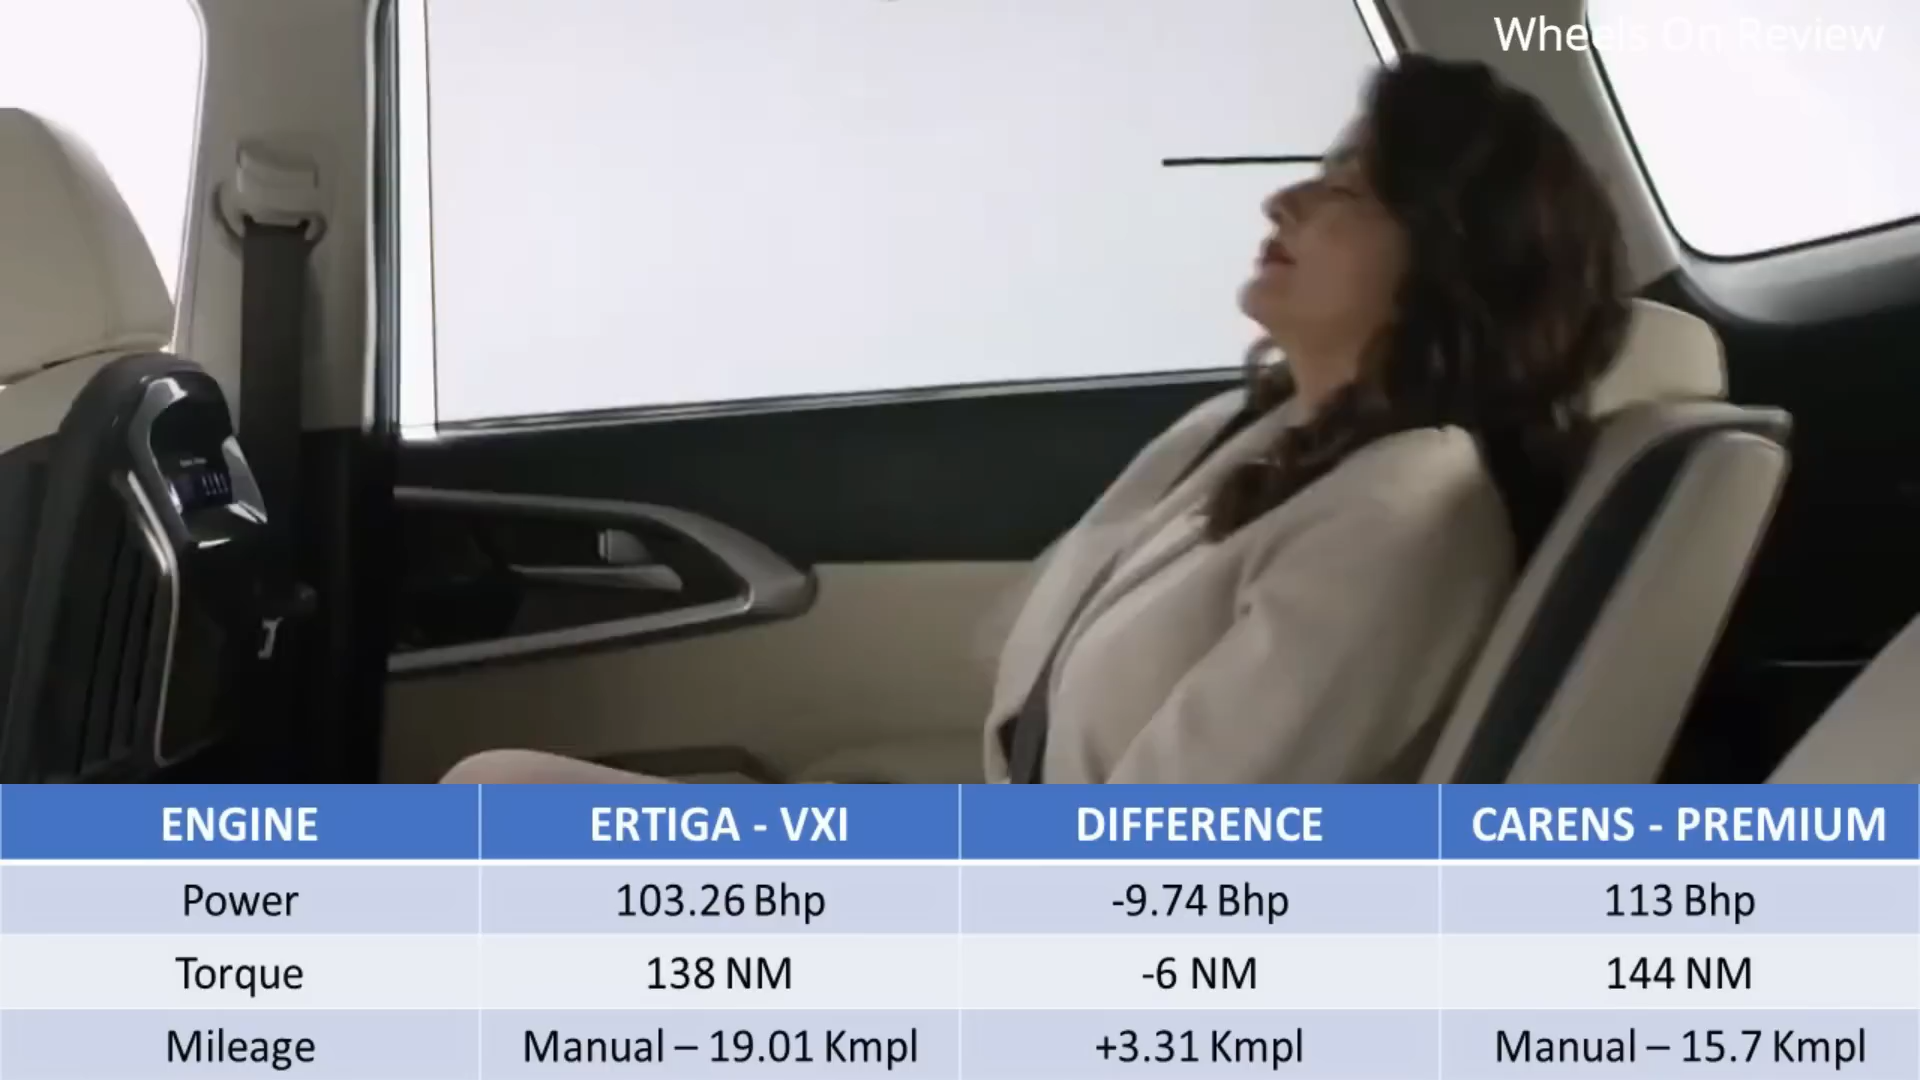 Wheels On Review
ENGINE ERTIGA - VXI DIFFERENCE CARENS - PREMIUM
Power 103.26 Bhp -9.74 Bhp 113 Bhp
Torque 138 NM -6 NM 144 NM
Mileage Manual – 19.01 Kmpl +3.31 Kmpl Manual – 15.7 Kmpl